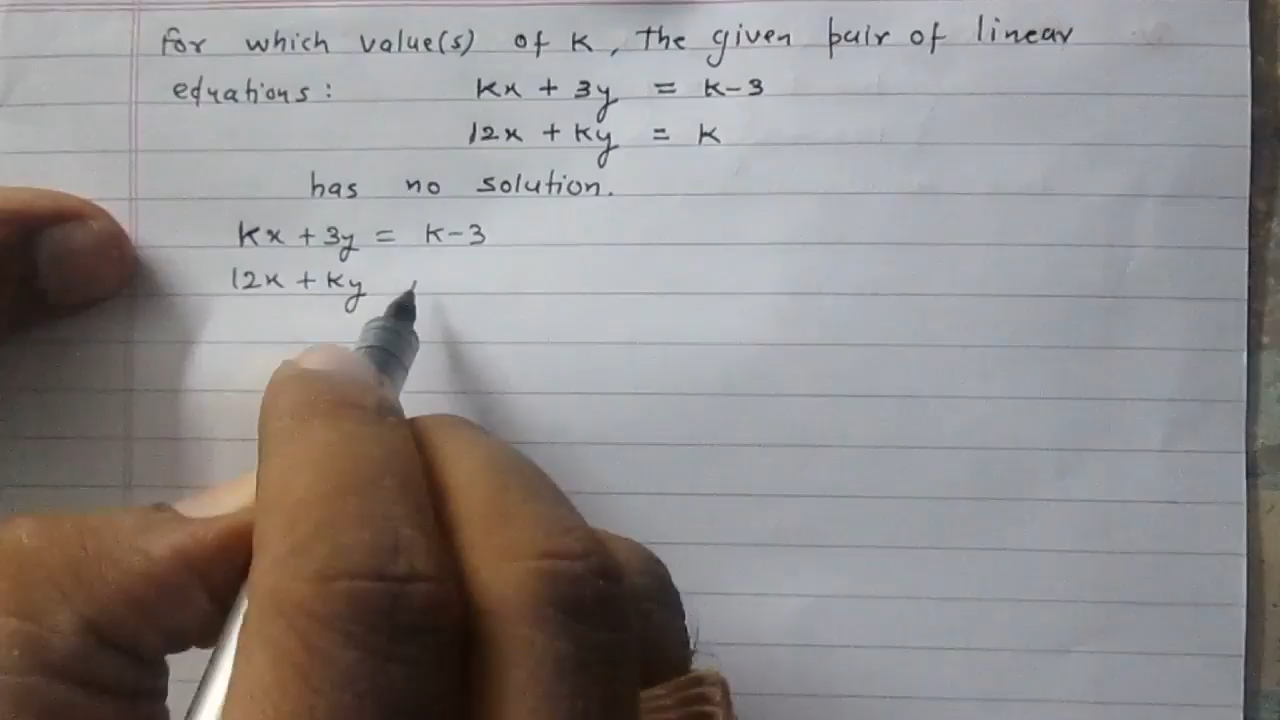 for which value(s) of K, the given pair of linear
equations: Kx + 3y = K-3
12x + Ky = K
has no solution.
Kx + 3y = K-3
12x + Ky